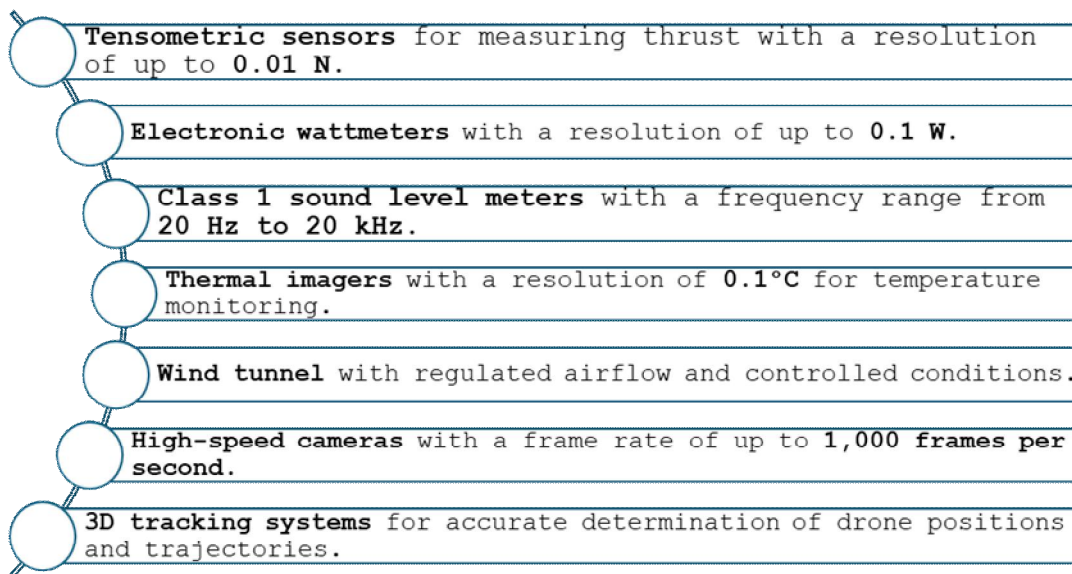 Tensometric sensors for measuring thrust with a resolution
of up to 0.01 N.
Electronic wattmeters with a resolution of up to 0.1 W.
Class 1 sound level meters with a frequency range from
20 Hz to 20 kHz.
Thermal imagers with a resolution of 0.1°C for temperature
monitoring.
Wind tunnel with regulated airflow and controlled conditions.
High-speed cameras with a frame rate of up to 1,000 frames per
second.
3D tracking systems for accurate determination of drone positions
and trajectories.